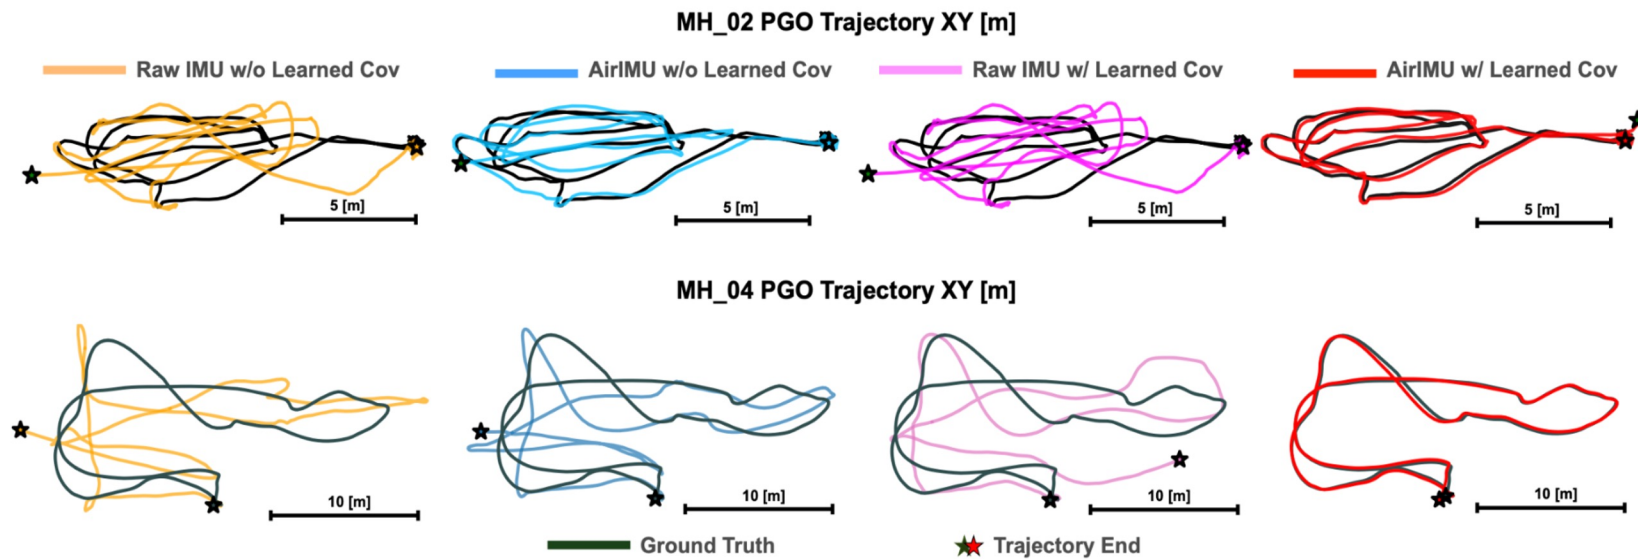 MH_02 PGO Trajectory XY [m]
Raw IMU w/o Learned Cov
AirIMU w/o Learned Cov
Raw IMU w/ Learned Cov
AirIMU w/ Learned Cov
5 [m]
5 [m]
5 [m]
5 [m]
MH_04 PGO Trajectory XY [m]
10 [m]
10 [m]
10 [m]
10 [m]
Ground Truth
Trajectory End